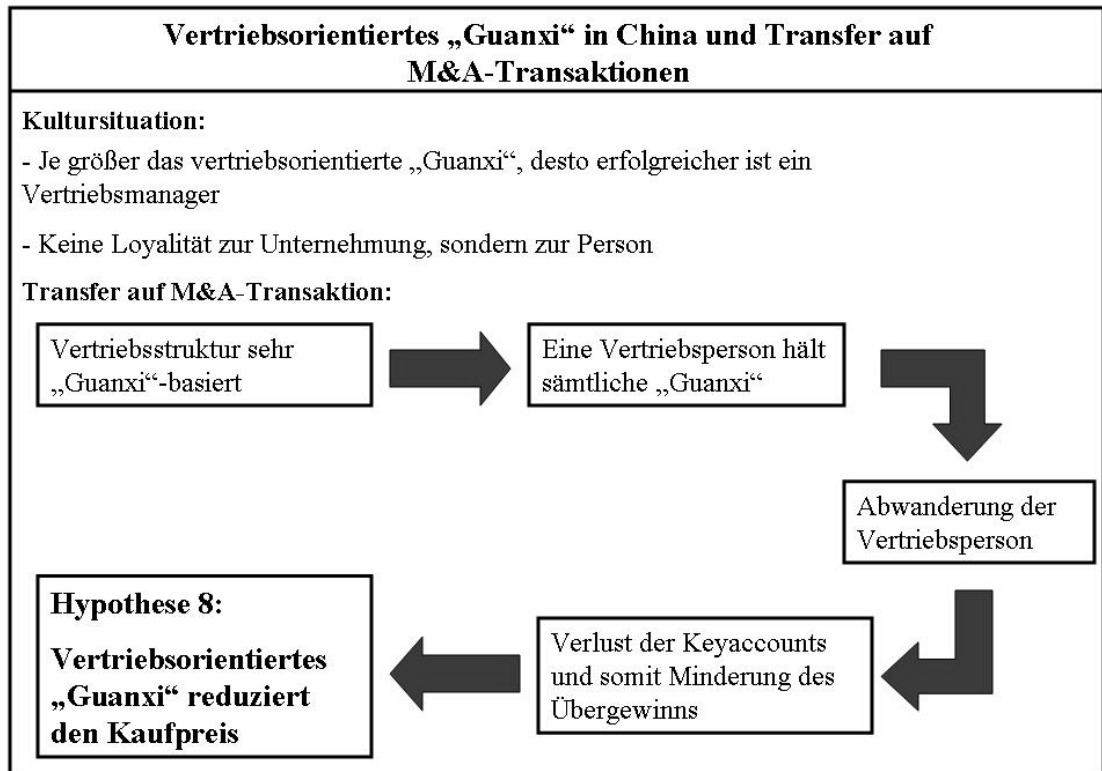 Vertriebsorientiertes „Guanxi“ in China und Transfer auf
M&A-Transaktionen
Kultursituation:
- Je größer das vertriebsorientierte „Guanxi“, desto erfolgreicher ist ein
Vertriebsmanager
- Keine Loyalität zur Unternehmung, sondern zur Person
Transfer auf M&A-Transaktion:
Vertriebsstruktur sehr
„Guanxi“-basiert
Eine Vertriebsperson hält
sämtliche „Guanxi“
Abwanderung der
Vertriebsperson
Verlust der Keyaccounts
und somit Minderung des
Übergewinns
Hypothese 8:
Vertriebsorientiertes
„Guanxi“ reduziert
den Kaufpreis